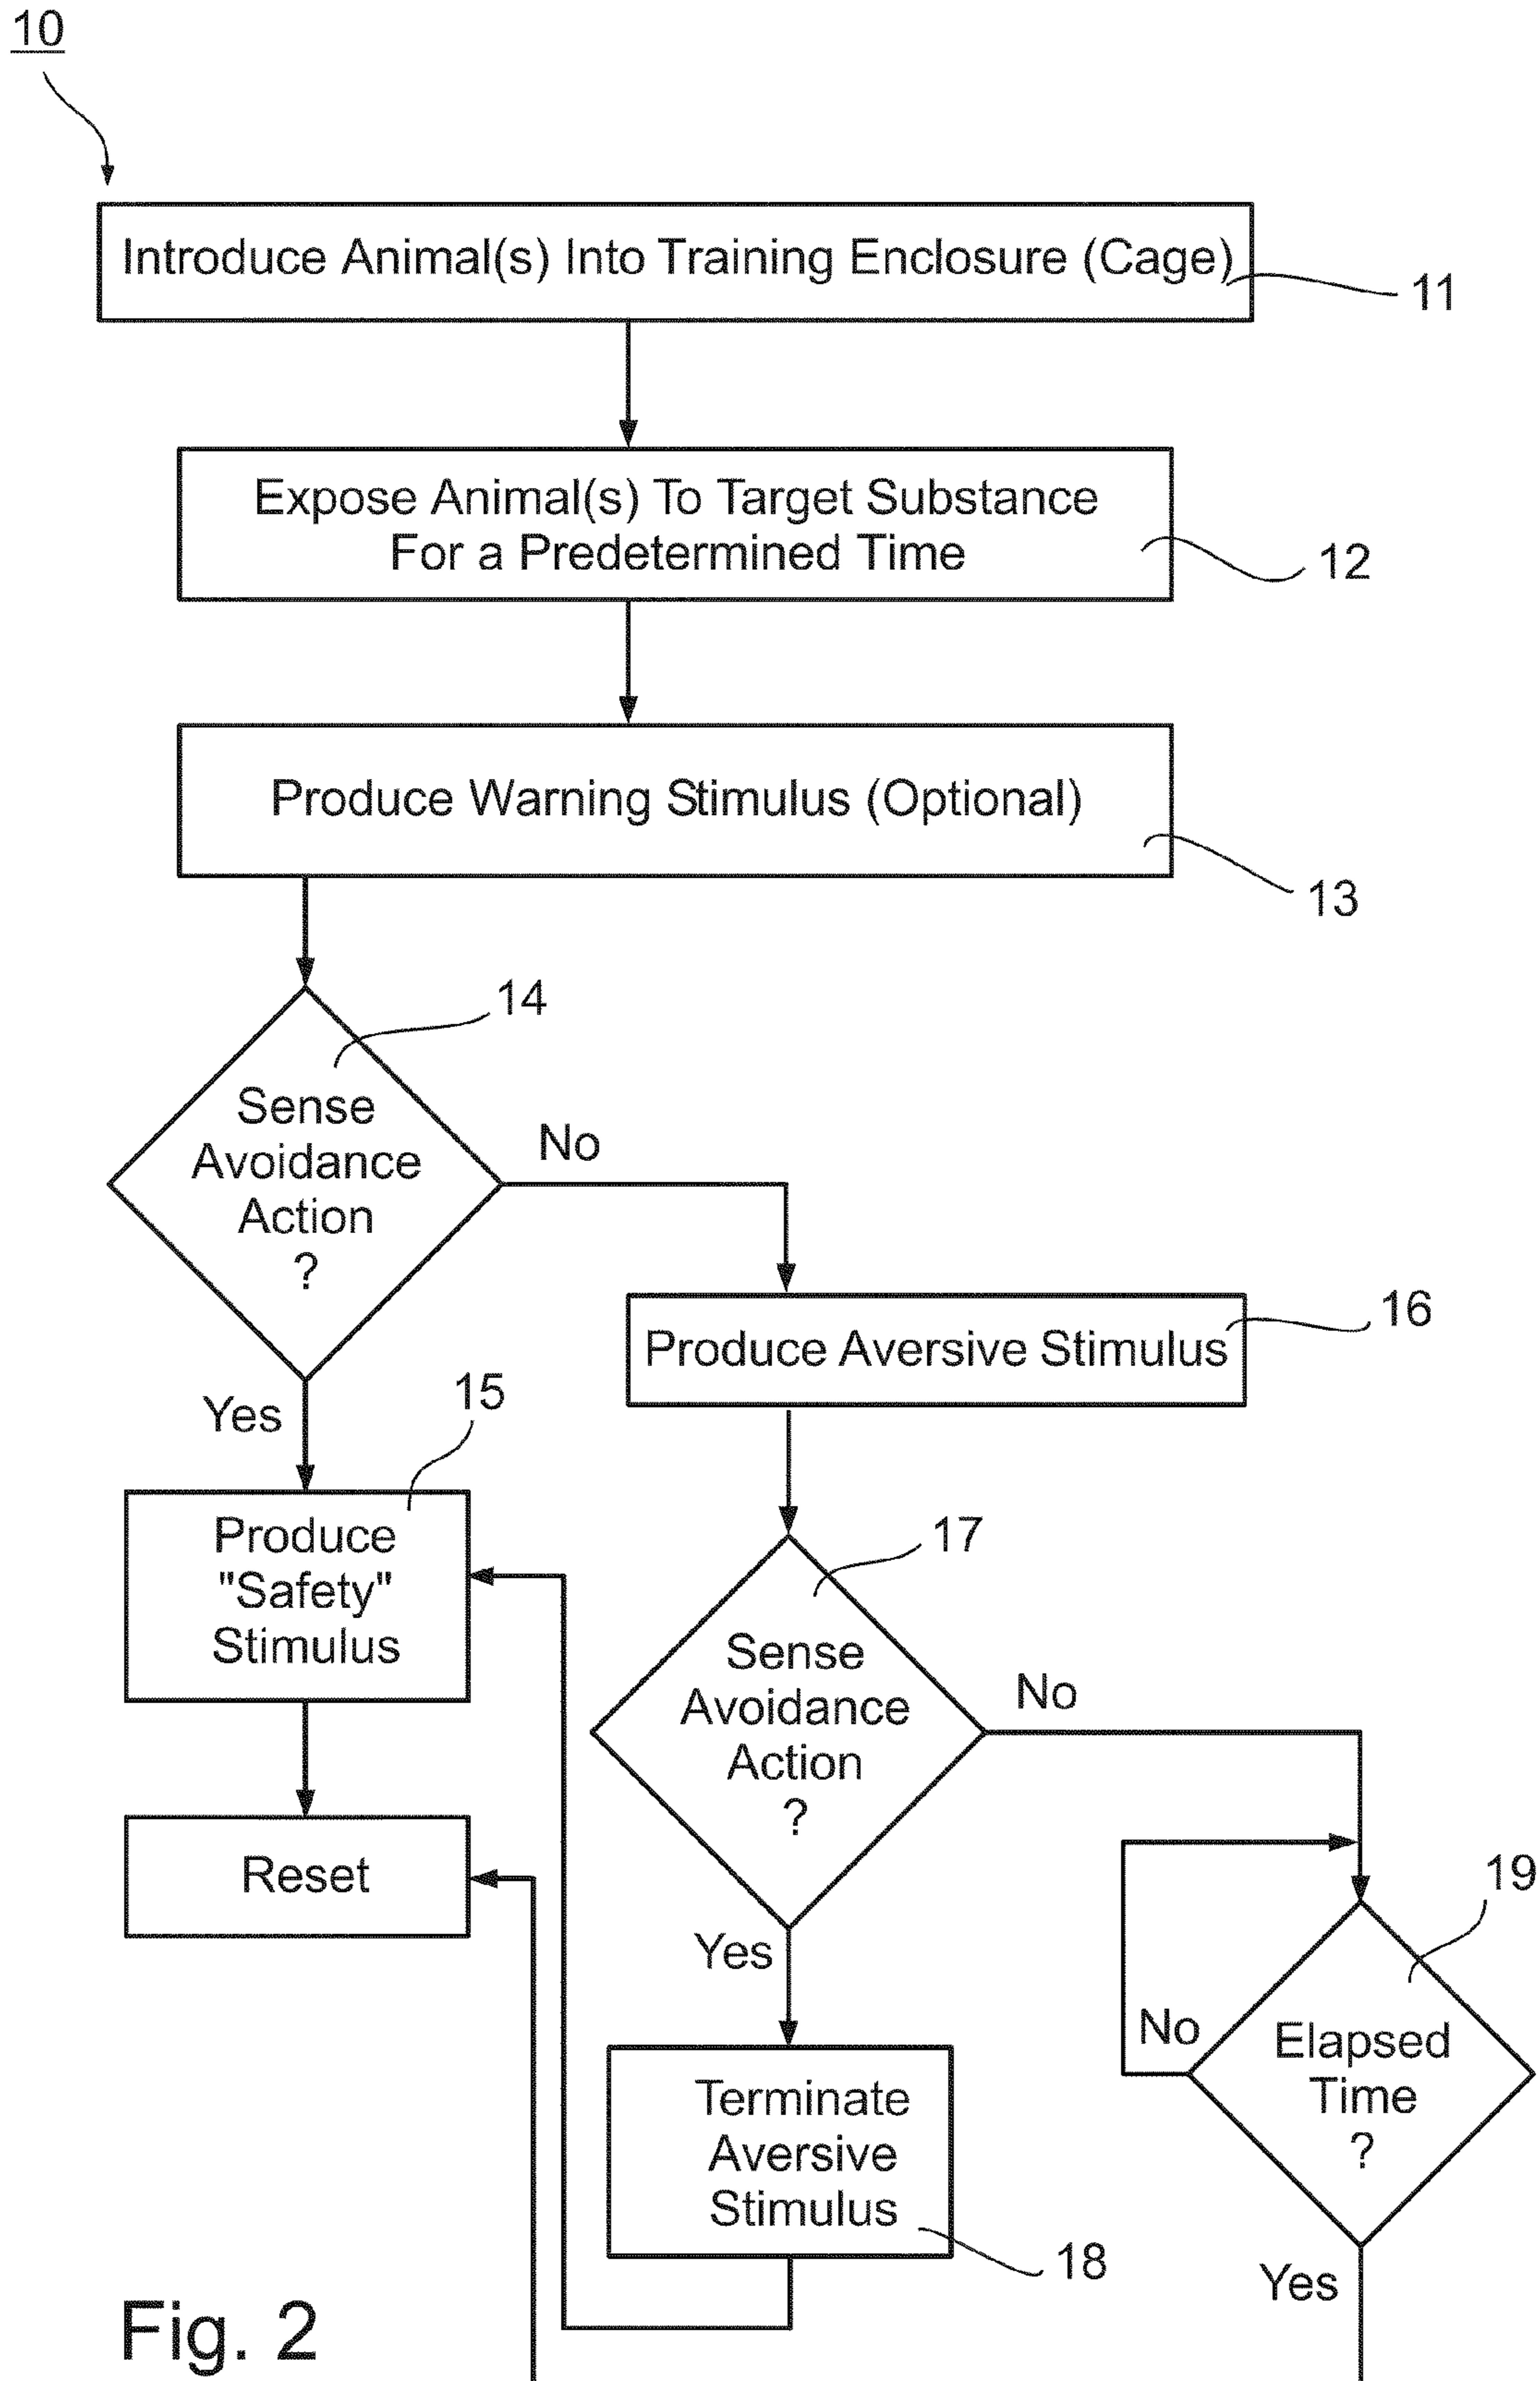 10
Introduce Animal(s) Into Training Enclosure (Cage)
11
Expose Animal(s) To Target Substance
For a Predetermined Time
12
Produce Warning Stimulus (Optional)
13
14
Sense
Avoidance
Action
?
No
Yes
16
Produce Aversive Stimulus
15
Produce
"Safety"
Stimulus
17
Sense
Avoidance
Action
?
No
Yes
Reset
19
Elapsed
Time
?
No
Yes
Terminate
Aversive
Stimulus
18
Fig. 2